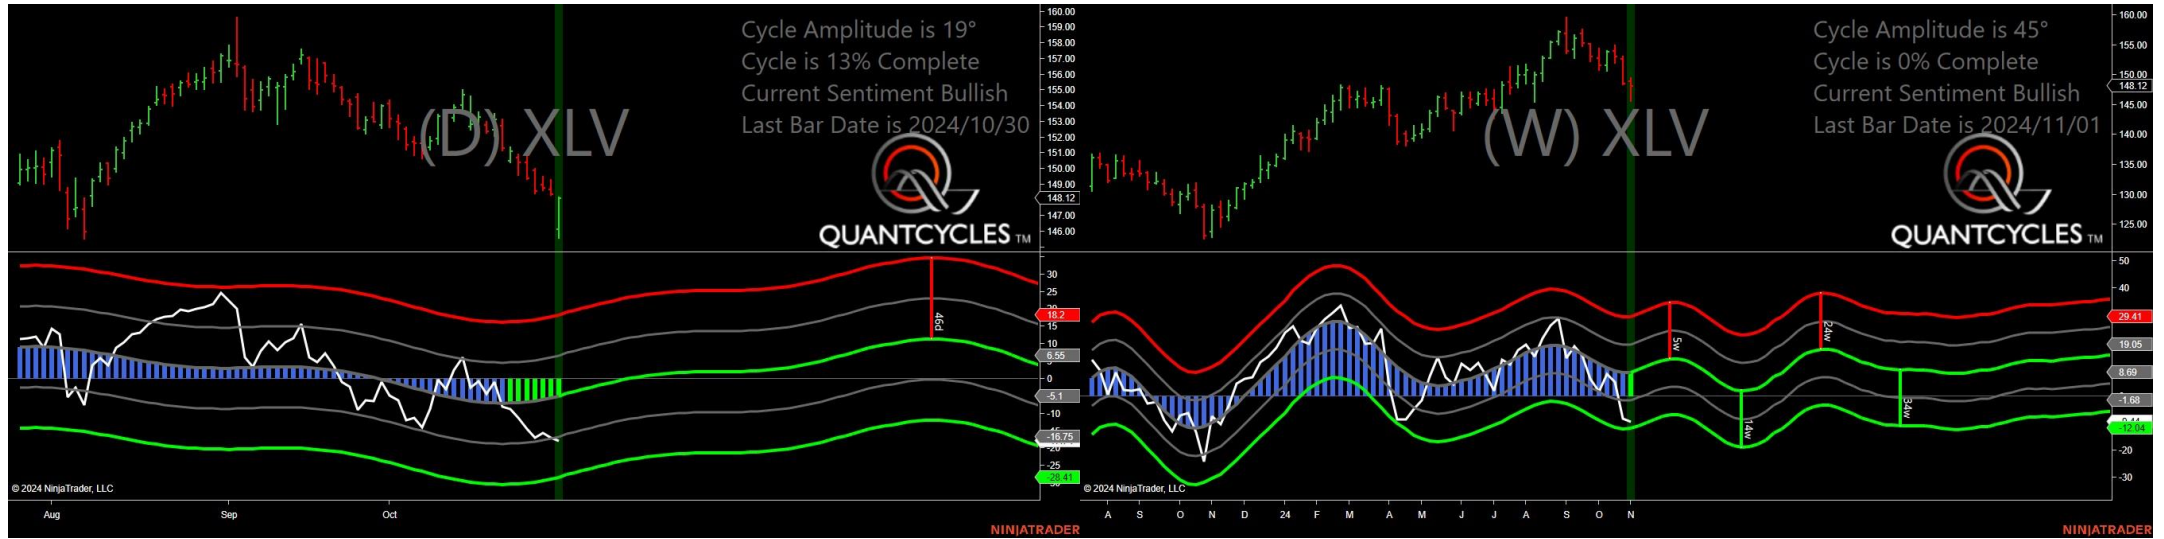 Cycle Amplitude is 19°
Cycle is 13% Complete
Current Sentiment Bullish
Last Bar Date is 2024/10/30
(D) XLV
QUANTCYCLES TM
160.00
159.00
158.00
157.00
156.00
155.00
154.00
153.00
152.00
151.00
150.00
149.00
148.12
147.00
146.00
46d
30
25
18.2
15
10
6.55
0
-5.1
-10
-16.75
-20
-25
-28.41
© 2024 NinjaTrader, LLC
Aug Sep Oct
NINJATRADER
Cycle Amplitude is 45°
Cycle is 0% Complete
Current Sentiment Bullish
Last Bar Date is 2024/11/01
(W) XLV
QUANTCYCLES TM
160.00
155.00
150.00
148.12
145.00
140.00
135.00
130.00
125.00
5w
24w
14w
34w
50
40
29.41
19.05
8.69
-1.68
-12.04
-20
-30
© 2024 NinjaTrader, LLC
A S O N D 24 F M A M J J A S O N
NINJATRADER